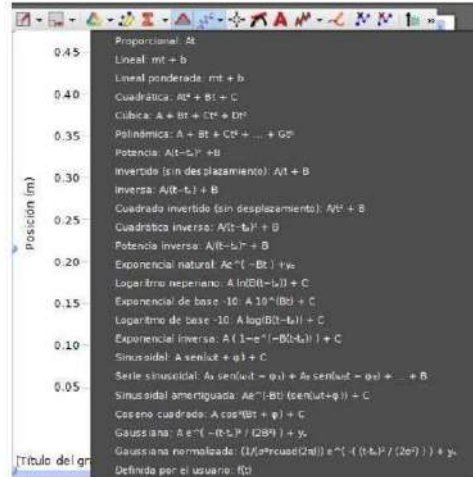 0.45
0.40
0.35
0.30
0.25
0.20
0.15
0.10
0.05
Posición (m)
[Título del gr
Proporcional: At
Lineal: mt + b
Lineal ponderada: mt + b
Cuadrática: At² + Bt + C
Cúbica: A + Bt + Ct² + Dt³
Polinómica: A + Bt + Ct² + ... + Gt⁶
Potencia: A(t−t₀)ⁿ +B
Invertido (sin desplazamiento): A/t + B
Inversa: A/(t−t₀) + B
Cuadrado invertido (sin desplazamiento): A/t² + B
Cuadrática inversa: A/(t−t₀)² + B
Potencia inversa: A/(t−t₀)ⁿ + B
Exponencial natural: Ae^( −Bt ) +y₀
Logaritmo neperiano: A ln(B(t−t₀)) + C
Exponencial de base -10: A 10^(Bt) + C
Logaritmo de base -10: A log(B(t−t₀)) + C
Exponencial inversa: A ( 1−e^(−B(t-t₀)) ) + C
Sinusoidal: A sen(ωt + φ) + C
Serie sinusoidal: A₁ sen(ω₁t − φ₁) + A₂ sen(ω₂t − φ₂) + ... + B
Sinusoidal amortiguada: Ae^(-Bt) (sen(ωt+φ)) + C
Coseno cuadrado: A cos²(Bt + φ) + C
Gaussiana: A e^( −(t-t₀)² / (2B²) ) + y₀
Gaussiana normalizada: (1/(σ*rcuad(2π))) e^( -( (t-t₀)² / (2σ²) ) ) + y₀
Definida por el usuario: f(t)